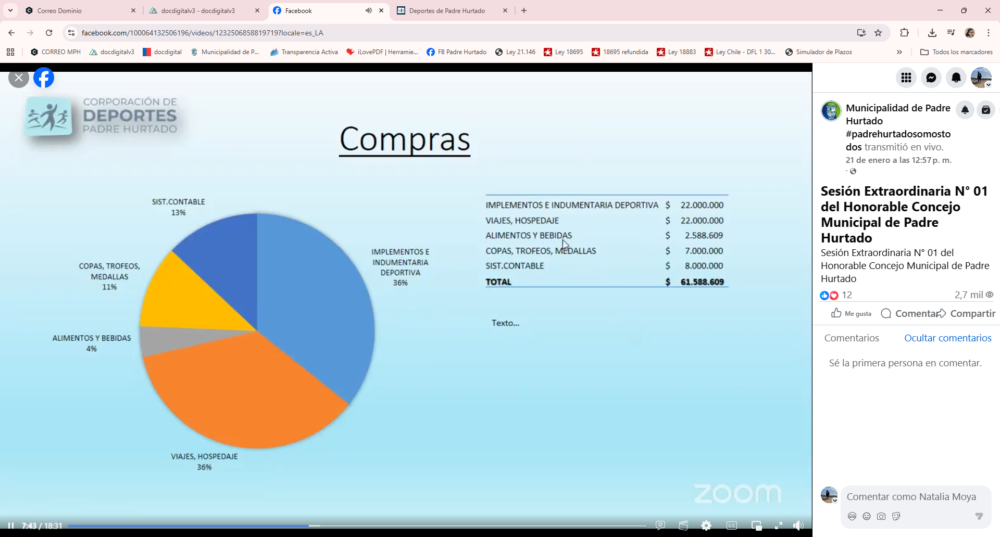 Correo Dominio
docdigitalv3 - docdigitalv3
Facebook
Deportes de Padre Hurtado
facebook.com/100064132506196/videos/1232506858819719?locale=es_LA
CORREO MPH
docdigitalv3
docdigital
Municipalidad de P...
Transparencia Activa
iLovePDF | Herramie...
FB Padre Hurtado
Ley 21.146
Ley 18695
18695 refundida
Ley 18883
Ley Chile - DFL 1 30...
Simulador de Plazos
Todos los marcadores
CORPORACIÓN DE
DEPORTES
PADRE HURTADO
Compras
SIST.CONTABLE
13%
COPAS, TROFEOS,
MEDALLAS
11%
ALIMENTOS Y BEBIDAS
4%
IMPLEMENTOS E
INDUMENTARIA
DEPORTIVA
36%
VIAJES, HOSPEDAJE
36%
IMPLEMENTOS E INDUMENTARIA DEPORTIVA $ 22.000.000
VIAJES, HOSPEDAJE $ 22.000.000
ALIMENTOS Y BEBIDAS $ 2.588.609
COPAS, TROFEOS, MEDALLAS $ 7.000.000
SIST.CONTABLE $ 8.000.000
TOTAL $ 61.588.609
Texto...
zoom
7:43 / 18:31
CC
Municipalidad de Padre
Hurtado
#padrehurtadosomosto
dos transmitió en vivo.
21 de enero a las 12:57 p. m.
·
Sesión Extraordinaria N° 01
del Honorable Concejo
Municipal de Padre
Hurtado
Sesión Extraordinaria N° 01 del
Honorable Concejo Municipal de Padre
Hurtado
12
2,7 mil
Me gusta
Comentar
Compartir
Comentarios
Ocultar comentarios
Sé la primera persona en comentar.
Comentar como Natalia Moya